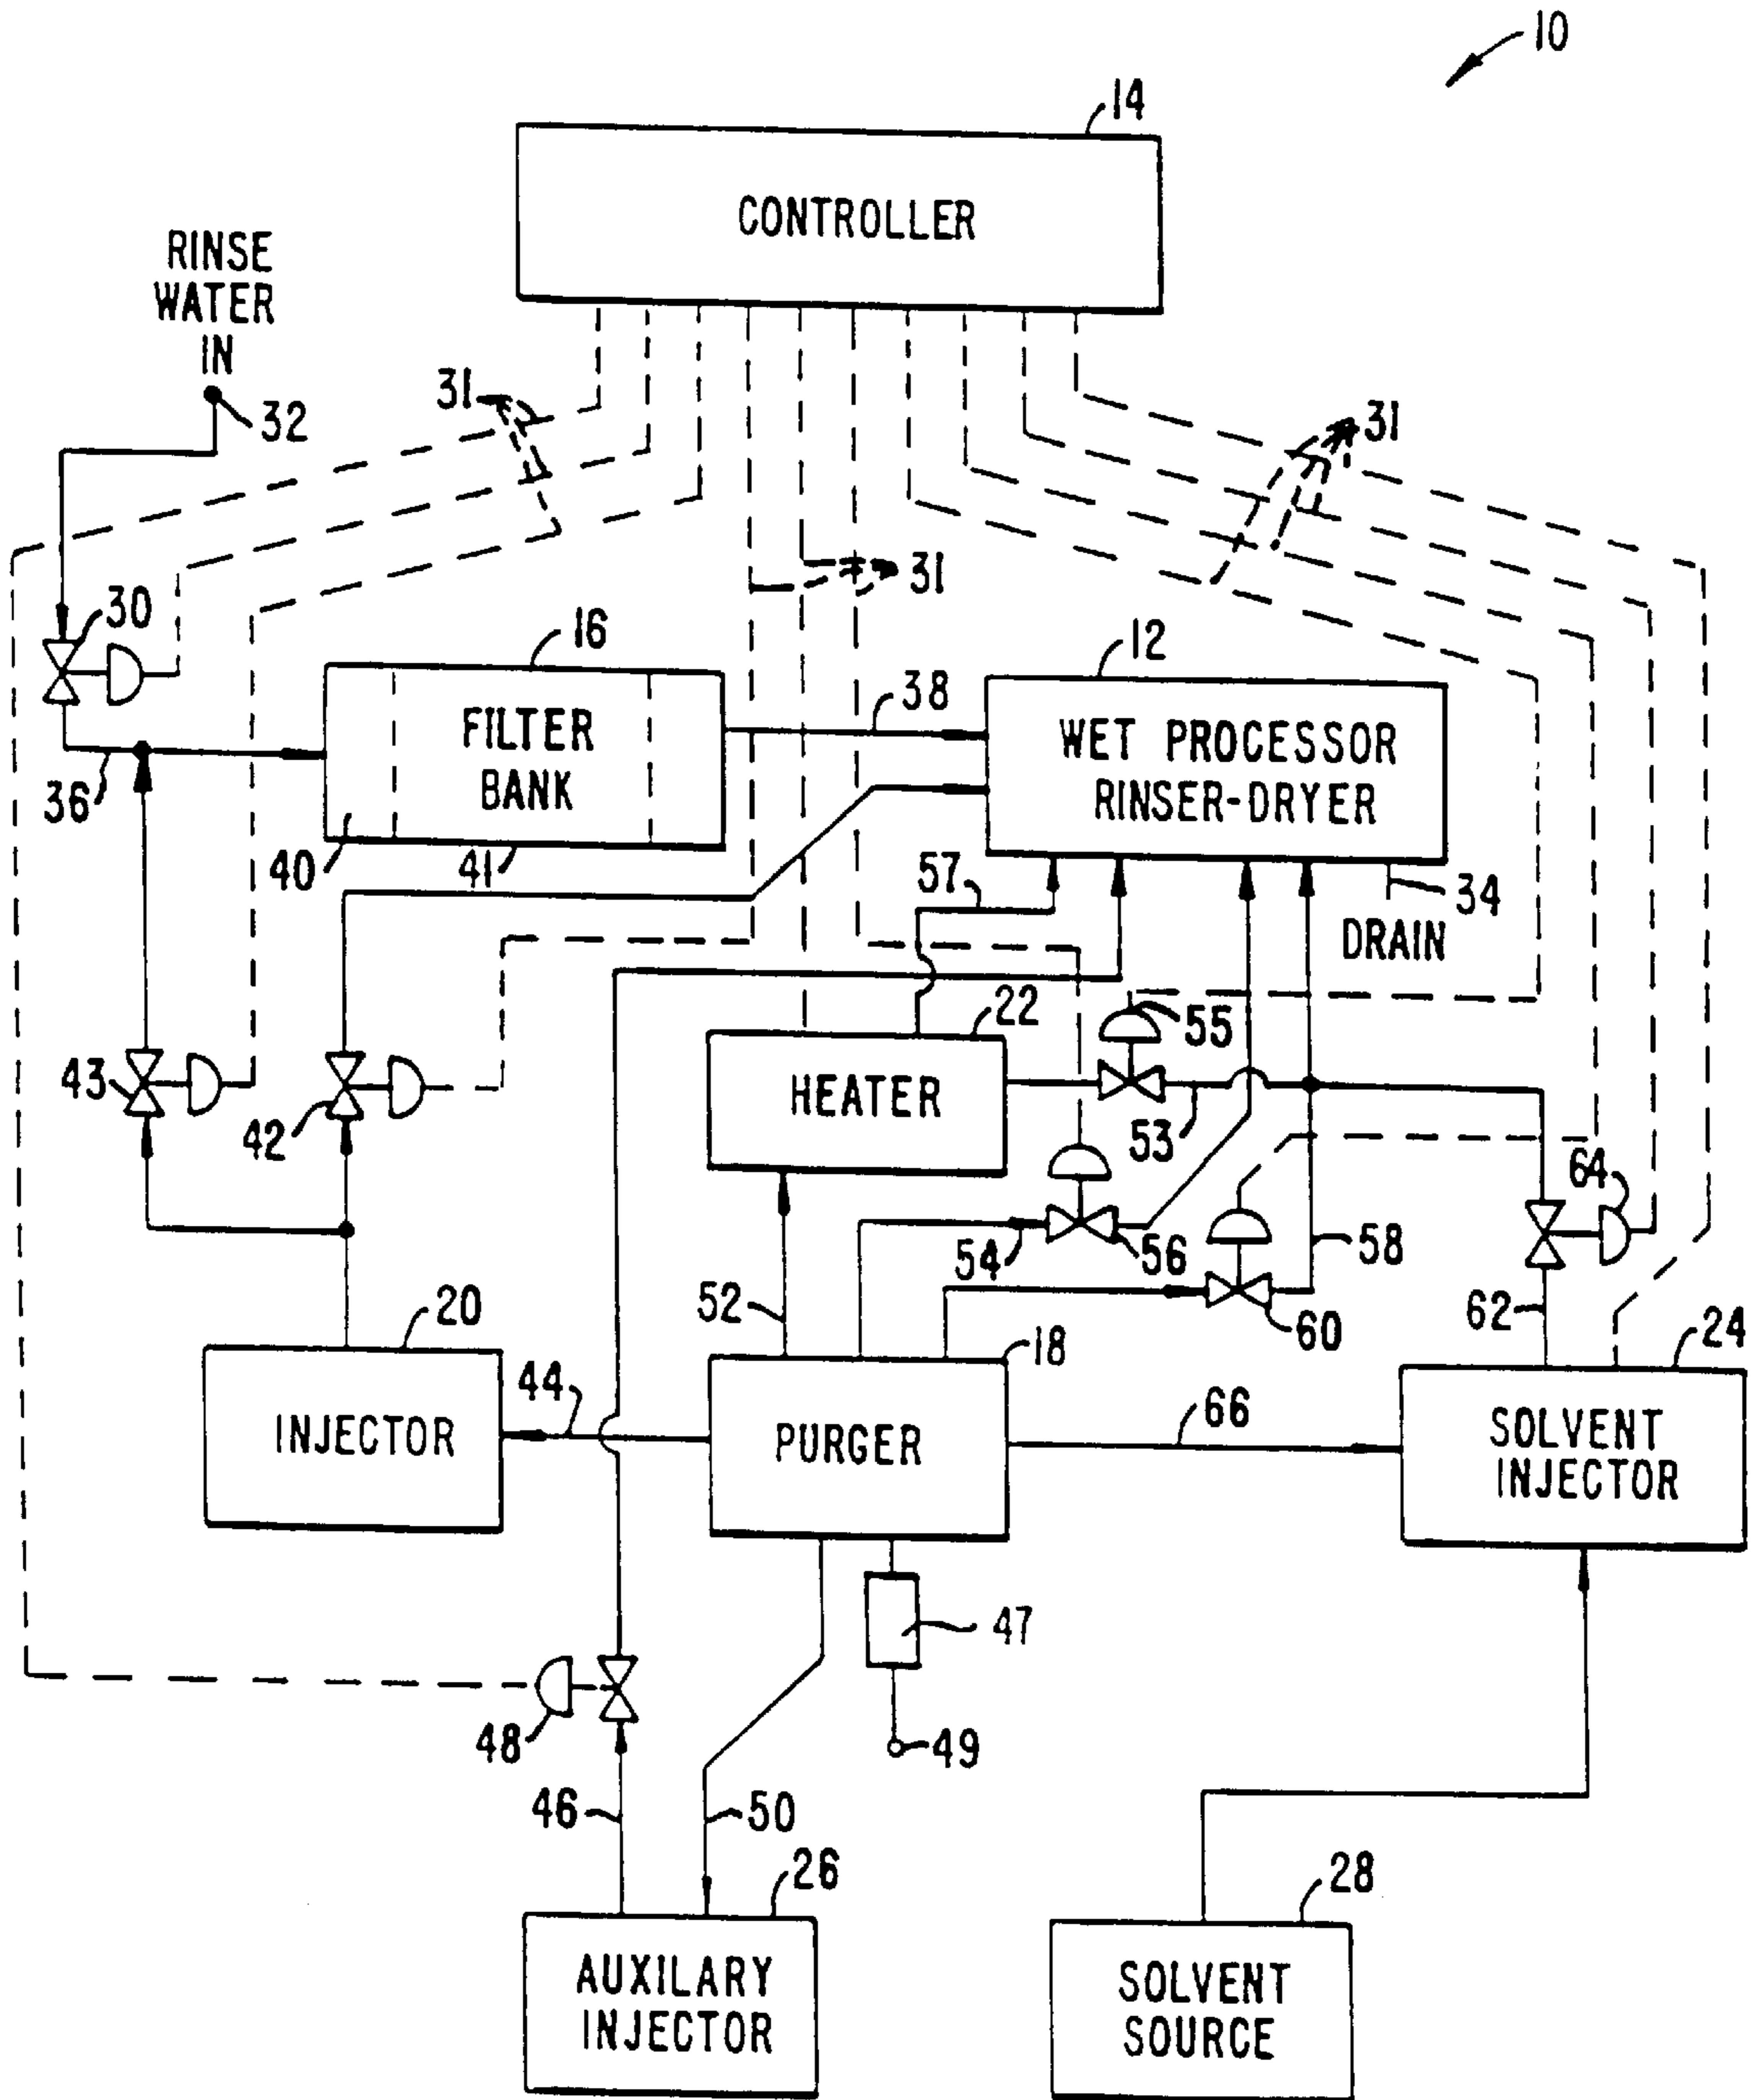 10
14
CONTROLLER
RINSE
WATER
IN
32
31
31
31
30
16
12
38
FILTER
BANK
WET PROCESSOR
RINSER-DRYER
36
40
41
57
34
DRAIN
22
55
43
42
HEATER
53
64
54
56
58
52
60
62
20
18
24
44
66
INJECTOR
PURGER
SOLVENT
INJECTOR
47
48
49
46
50
26
28
AUXILARY
INJECTOR
SOLVENT
SOURCE